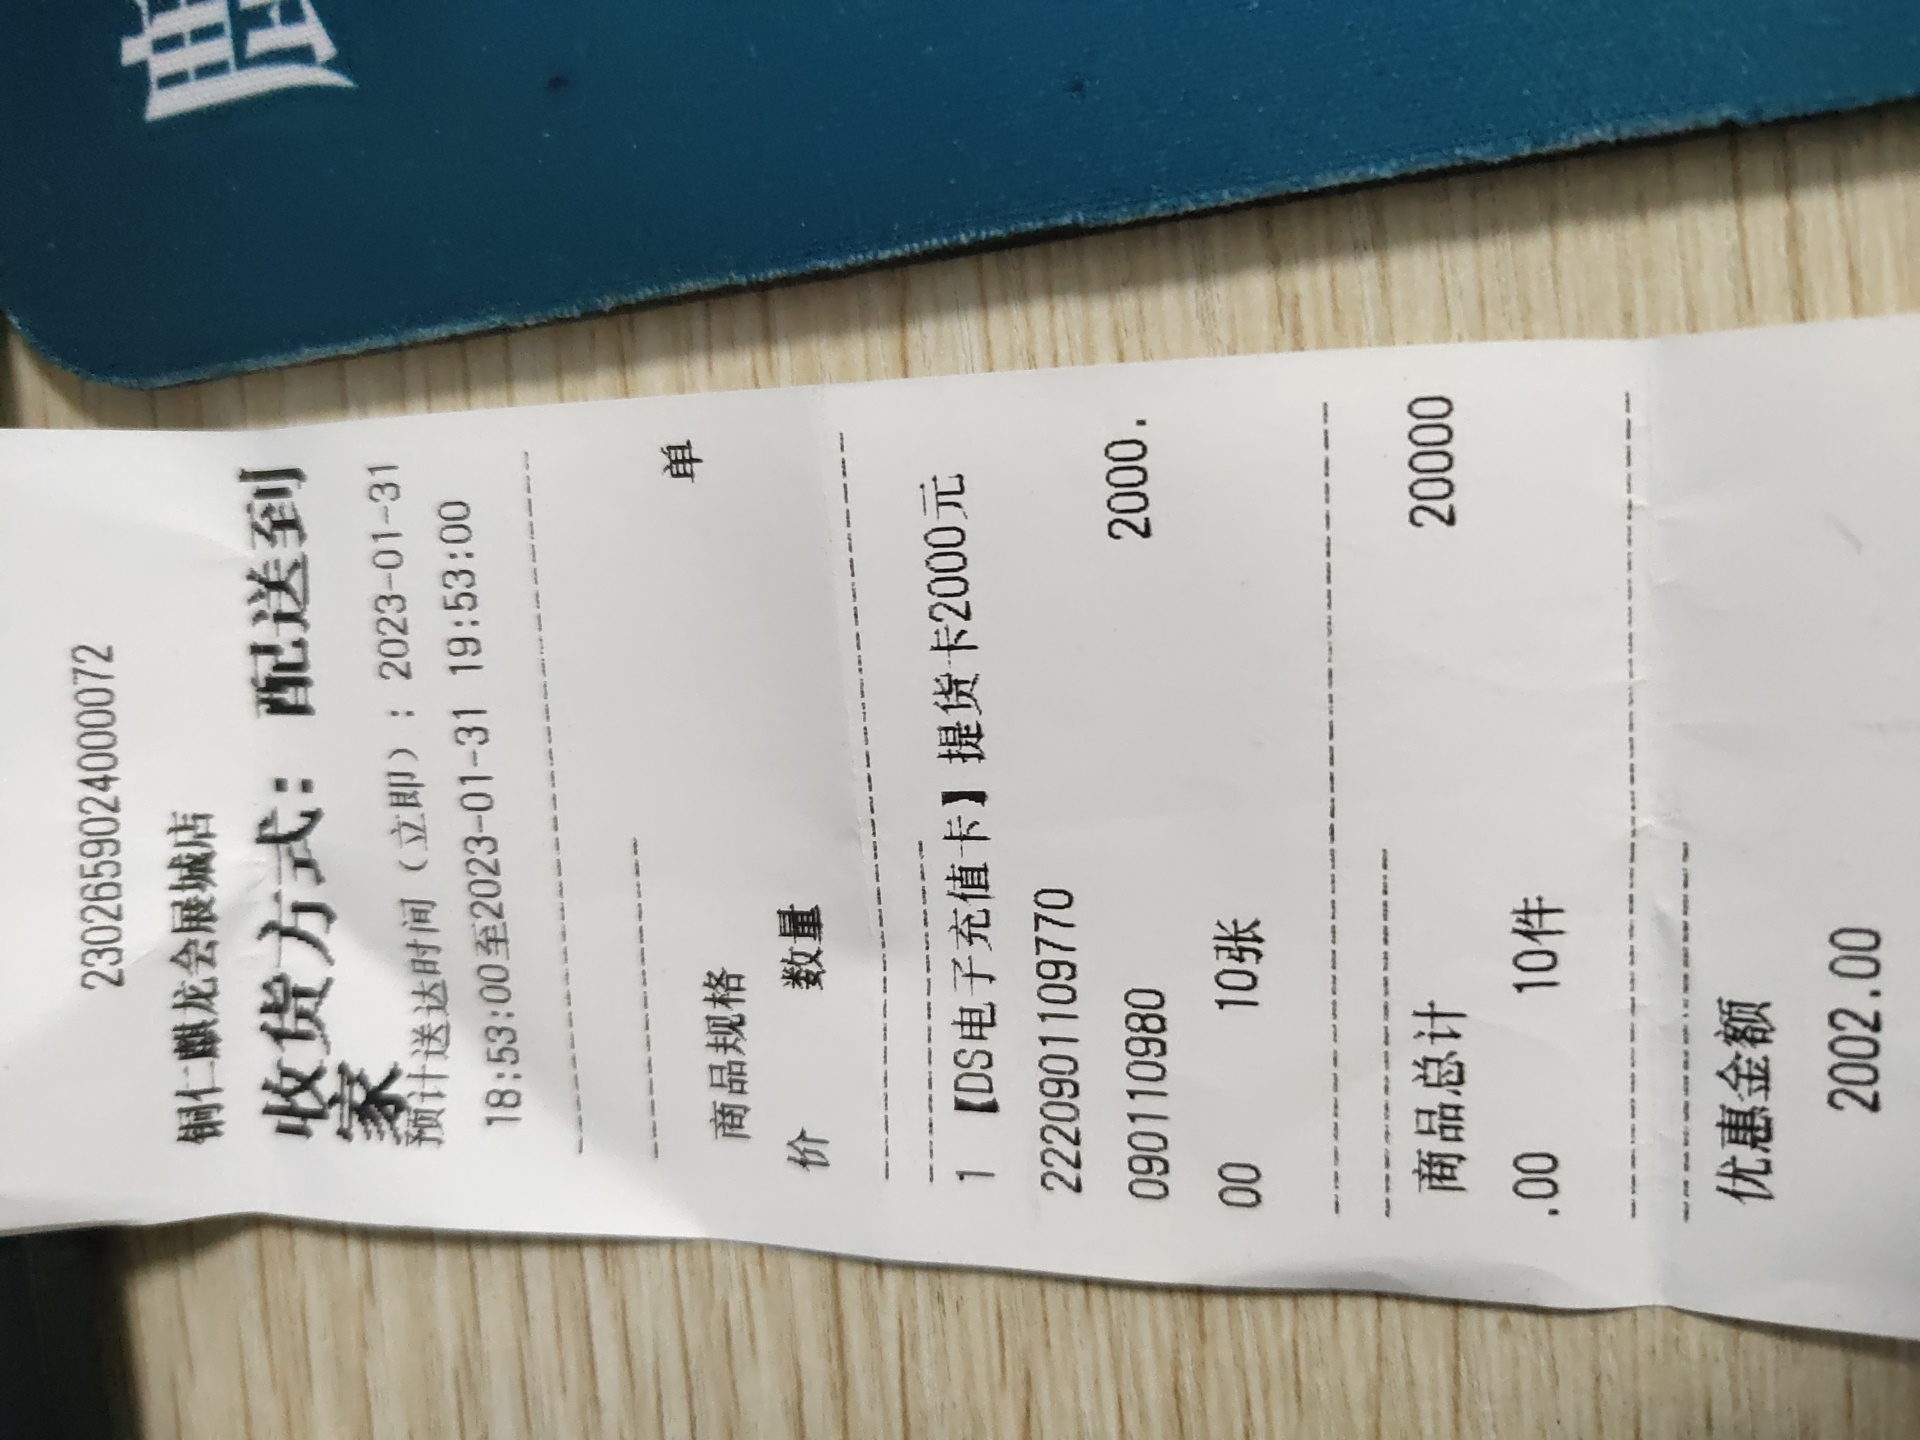 2302659024000072
铜仁麒龙会展城店
收货方式：配送到
家
预计送达时间（立即）：2023-01-31
18:53:00至2023-01-31 19:53:00
商品规格 单
价 数量
1 【DS电子充值卡】提货卡2000元
2220901109770
0901110980 2000.
00 10张
商品总计 20000
.00 10件
优惠金额
2002.00